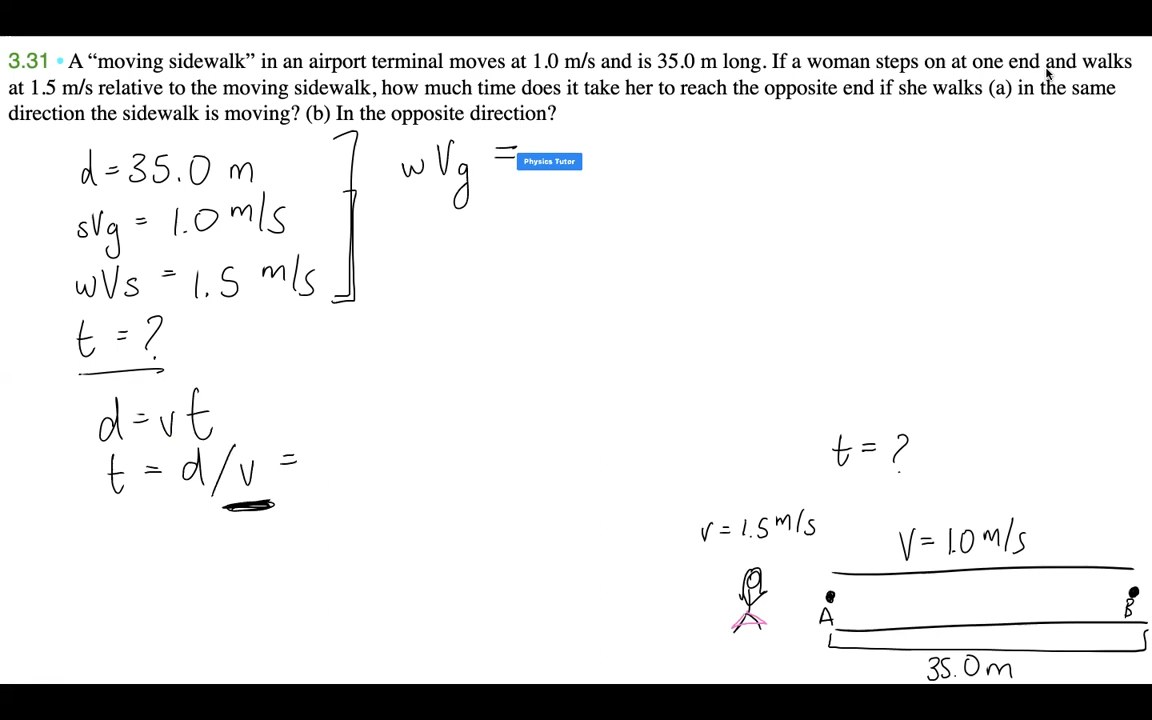 3.31 • A “moving sidewalk” in an airport terminal moves at 1.0 m/s and is 35.0 m long. If a woman steps on at one end and walks
at 1.5 m/s relative to the moving sidewalk, how much time does it take her to reach the opposite end if she walks (a) in the same
direction the sidewalk is moving? (b) In the opposite direction?
d = 35.0 m
sVg = 1.0 m/s
wVs = 1.5 m/s
t = ?
wVg =
Physics Tutor
d = vt
t = d/v =
t = ?
v = 1.5 m/s
V = 1.0 m/s
A
B
35.0 m